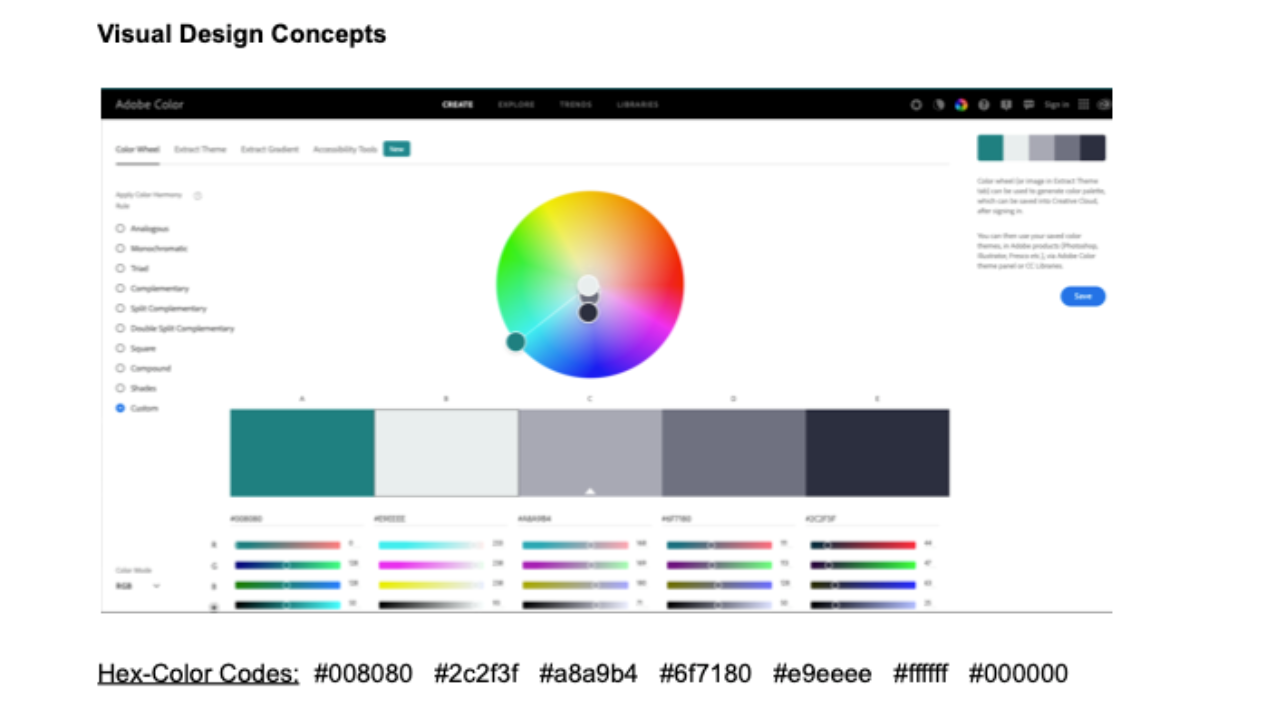 Visual Design Concepts
Adobe Color CREATE EXPLORE TRENDS LIBRARIES Sign in
Color Wheel Extract Theme Extract Gradient Accessibility Tools New
Apply Color Harmony
Rule
Analogous
Monochromatic
Triad
Complementary
Split Complementary
Double Split Complementary
Square
Compound
Shades
Custom
Color wheel (or image in Extract Theme
tab) can be used to generate color palette,
which can be saved into Creative Cloud,
after signing in.
You can then use your saved color
themes, in Adobe products (Photoshop,
Illustrator, Fresco etc.), via Adobe Color
theme panel or CC Libraries.
Save
A B C D E
#008080 #E9EEEE #A8A9B4 #6F7180 #2C2F3F
R
G
Color Mode
RGB B
Hex-Color Codes: #008080 #2c2f3f #a8a9b4 #6f7180 #e9eeee #ffffff #000000